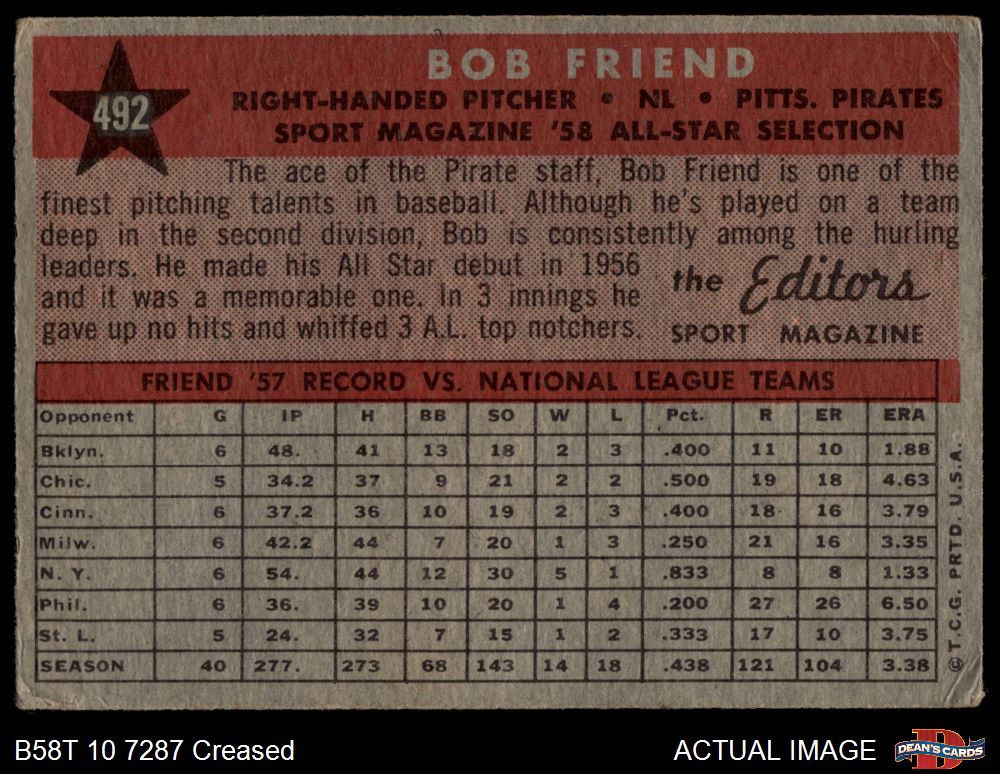 492
BOB FRIEND
RIGHT-HANDED PITCHER • NL • PITTS. PIRATES
SPORT MAGAZINE '58 ALL-STAR SELECTION
The ace of the Pirate staff, Bob Friend is one of the
finest pitching talents in baseball. Although he's played on a team
deep in the second division, Bob is consistently among the hurling
leaders. He made his All Star debut in 1956
and it was a memorable one. In 3 innings he
gave up no hits and whiffed 3 A.L. top notchers.
the Editors
SPORT MAGAZINE
FRIEND '57 RECORD VS. NATIONAL LEAGUE TEAMS
Opponent G IP H BB SO W L Pct. R ER ERA
Bklyn. 6 48. 41 13 18 2 3 .400 11 10 1.88
Chic. 5 34.2 37 9 21 2 2 .500 19 18 4.63
Cinn. 6 37.2 36 10 19 2 3 .400 18 16 3.79
Milw. 6 42.2 44 7 20 1 3 .250 21 16 3.35
N. Y. 6 54. 44 12 30 5 1 .833 8 8 1.33
Phil. 6 36. 39 10 20 1 4 .200 27 26 6.50
St. L. 5 24. 32 7 15 1 2 .333 17 10 3.75
SEASON 40 277. 273 68 143 14 18 .438 121 104 3.38
© T.C.G. PRTD. U.S.A.
B58T 10 7287 Creased
ACTUAL IMAGE
D
DEAN'S CARDS